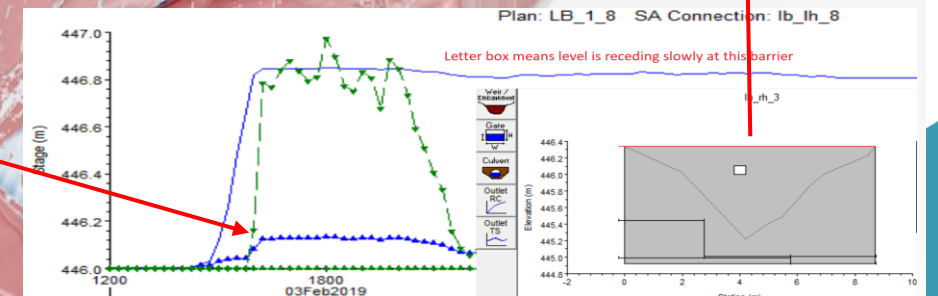 Plan: LB_1_8 SA Connection: lb_lh_8
Letter box means level is receding slowly at this barrier
447.0
446.8
446.6
446.4
446.2
446.0
Stage (m)
1200
1800
03Feb2019
Weir / Embankment
Gate
H
W
Culvert
Outlet RC
Outlet TS
lb_rh_3
446.4
446.2
446.0
445.8
445.6
445.4
445.2
445.0
444.8
Elevation (m)
-2
0
2
4
6
8
10
Station (m)